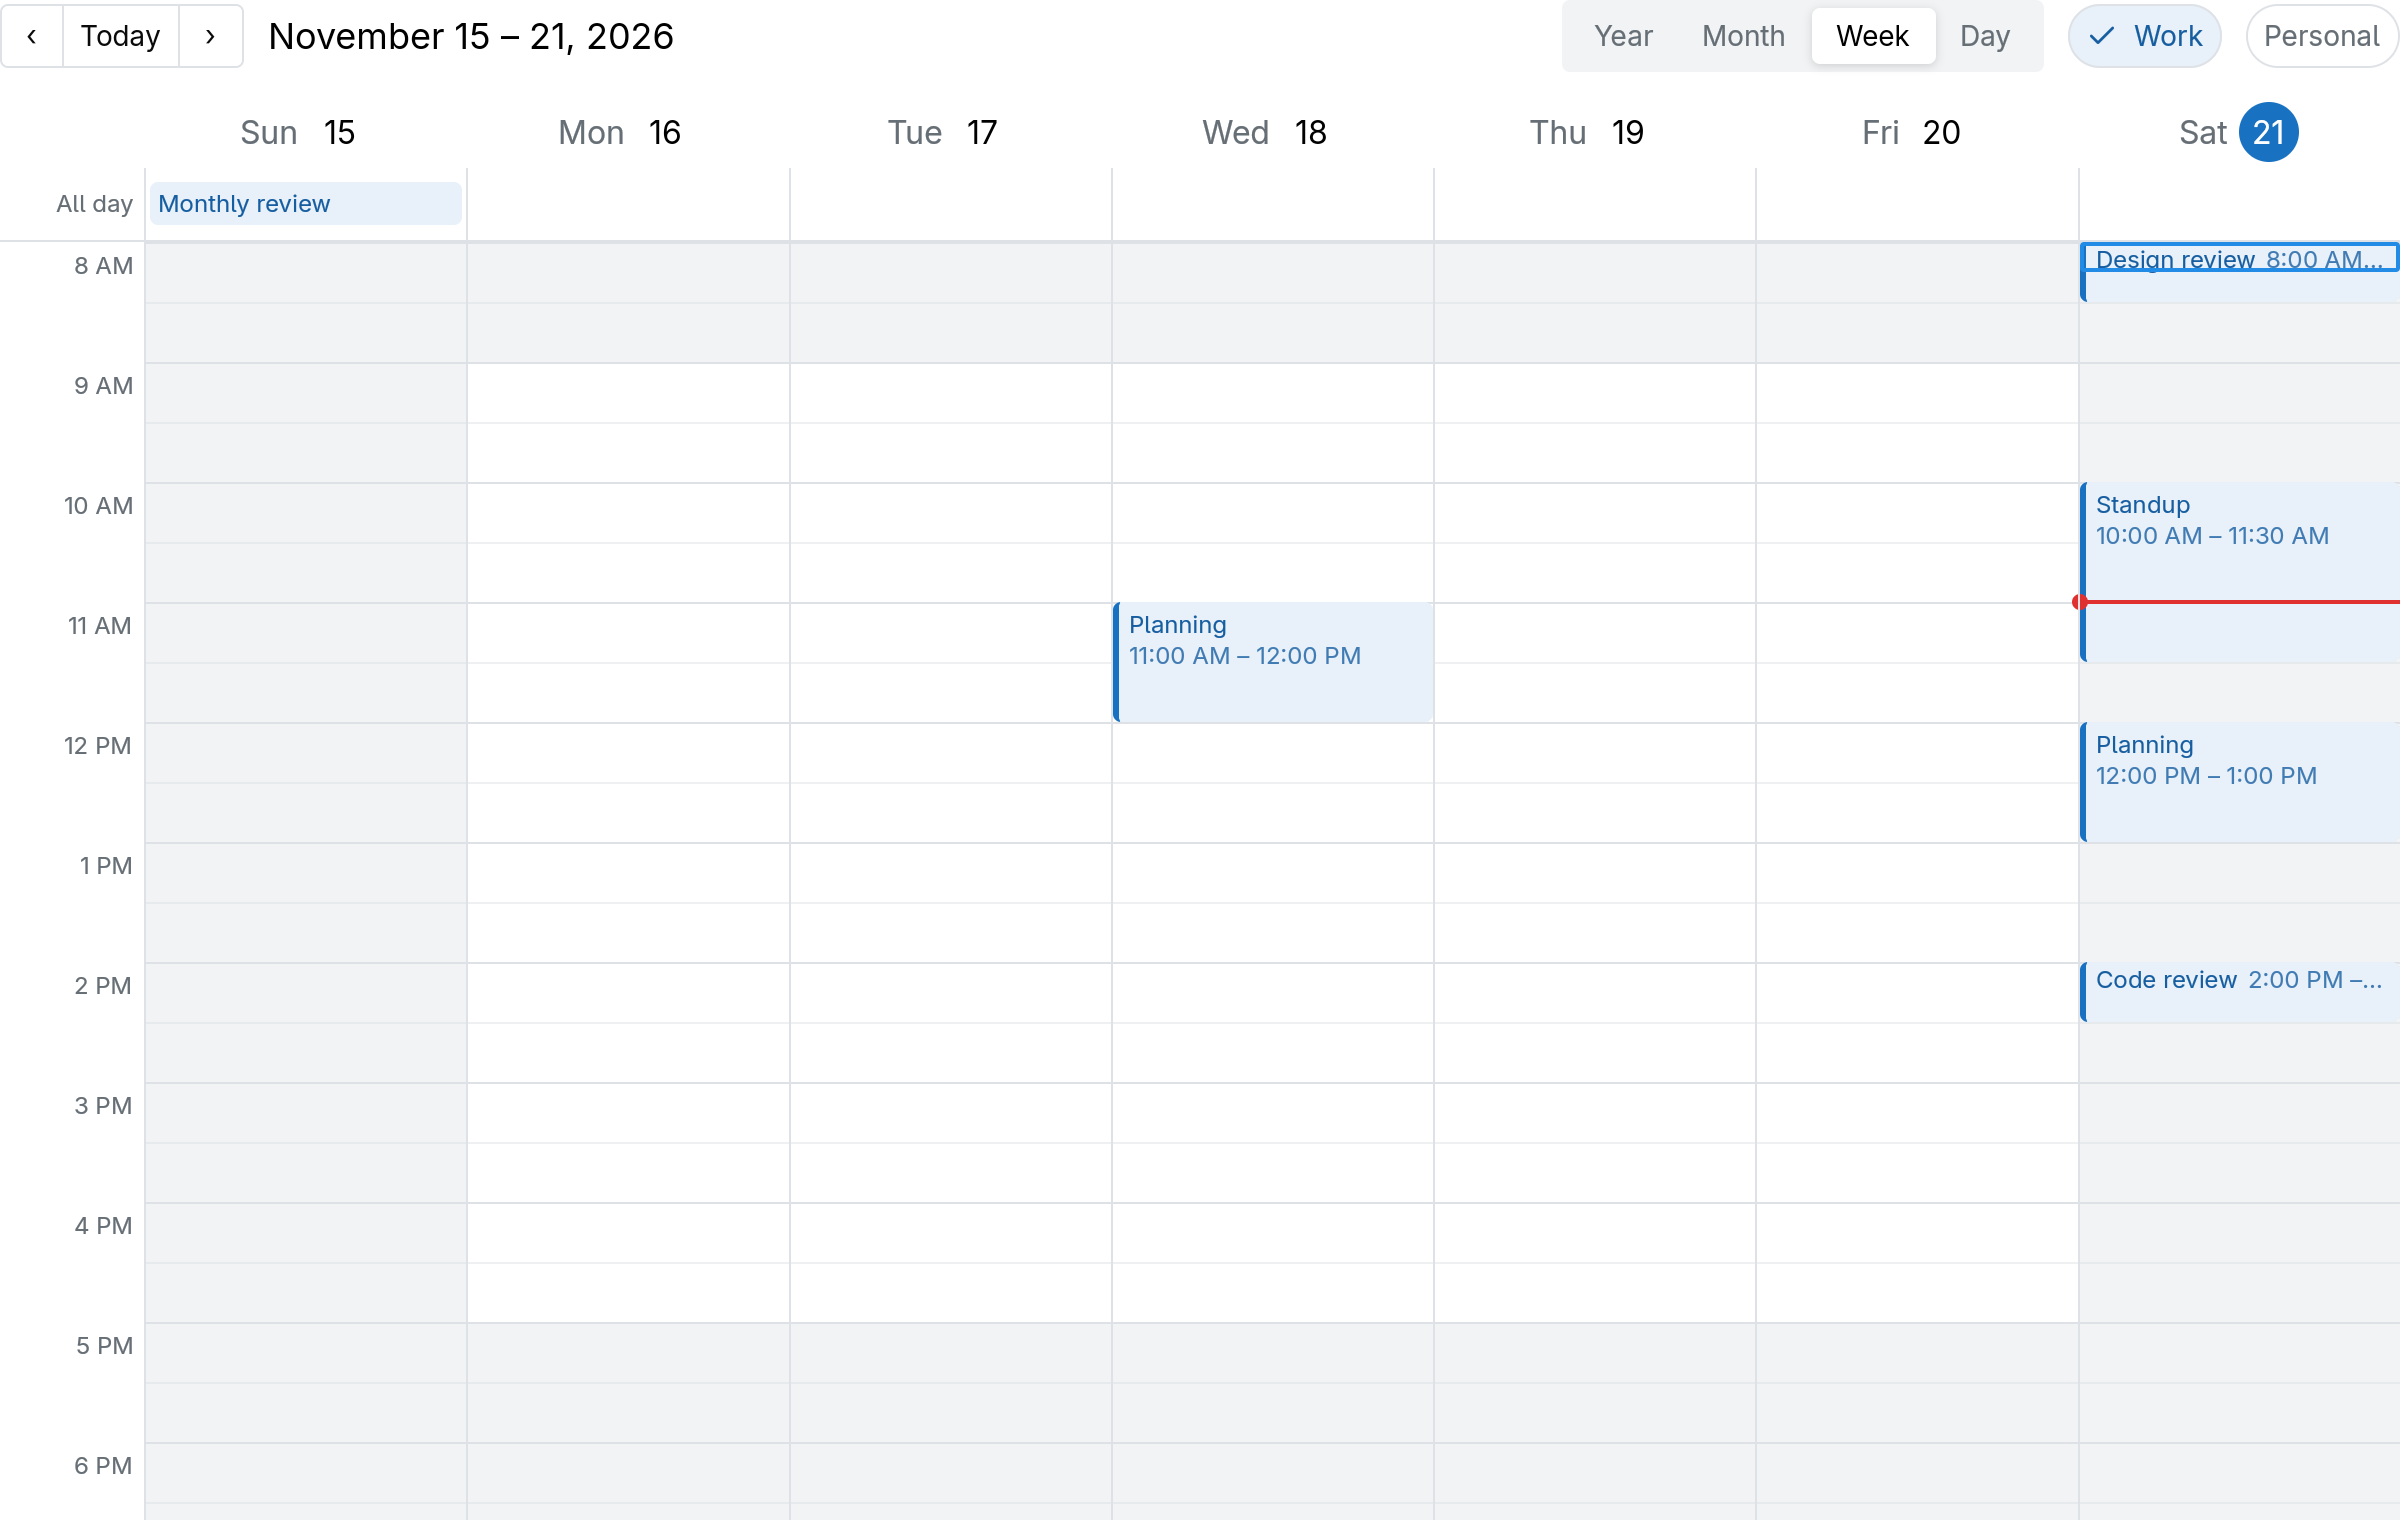 ‹ Today › November 15 – 21, 2026 Year Month Week Day Work Personal
Sun 15 Mon 16 Tue 17 Wed 18 Thu 19 Fri 20 Sat 21
All day Monthly review
8 AM Design review 8:00 AM...
9 AM
10 AM Standup
10:00 AM – 11:30 AM
11 AM Planning
11:00 AM – 12:00 PM
12 PM Planning
12:00 PM – 1:00 PM
1 PM
2 PM Code review 2:00 PM –...
3 PM
4 PM
5 PM
6 PM